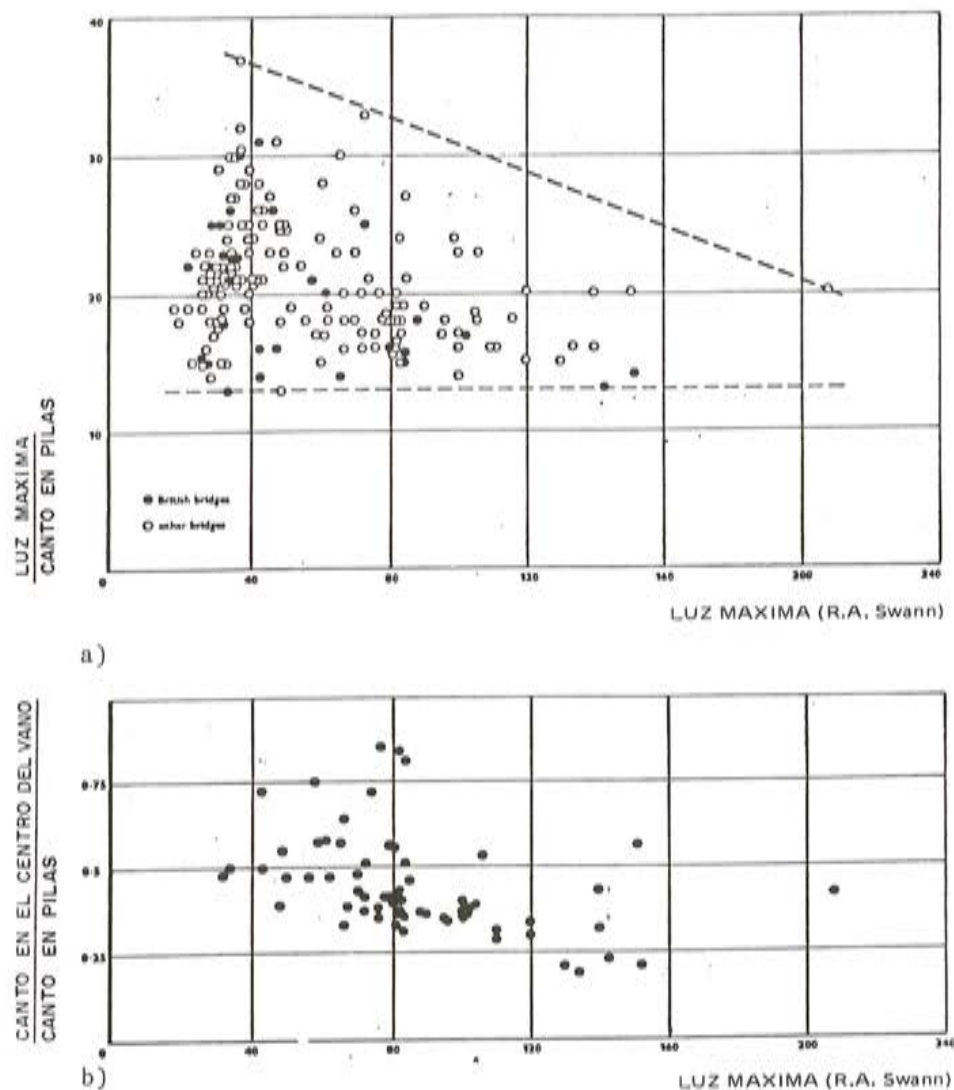 40
30
20
10
LUZ MAXIMA
CANTO EN PILAS
British bridges
other bridges
0 40 80 120 160 200 240
LUZ MAXIMA (R.A. Swann)
a)
CANTO EN EL CENTRO DEL VANO
CANTO EN PILAS
0·75
0·5
0·25
0
0 40 80 120 160 200 240
LUZ MAXIMA (R.A. Swann)
b)